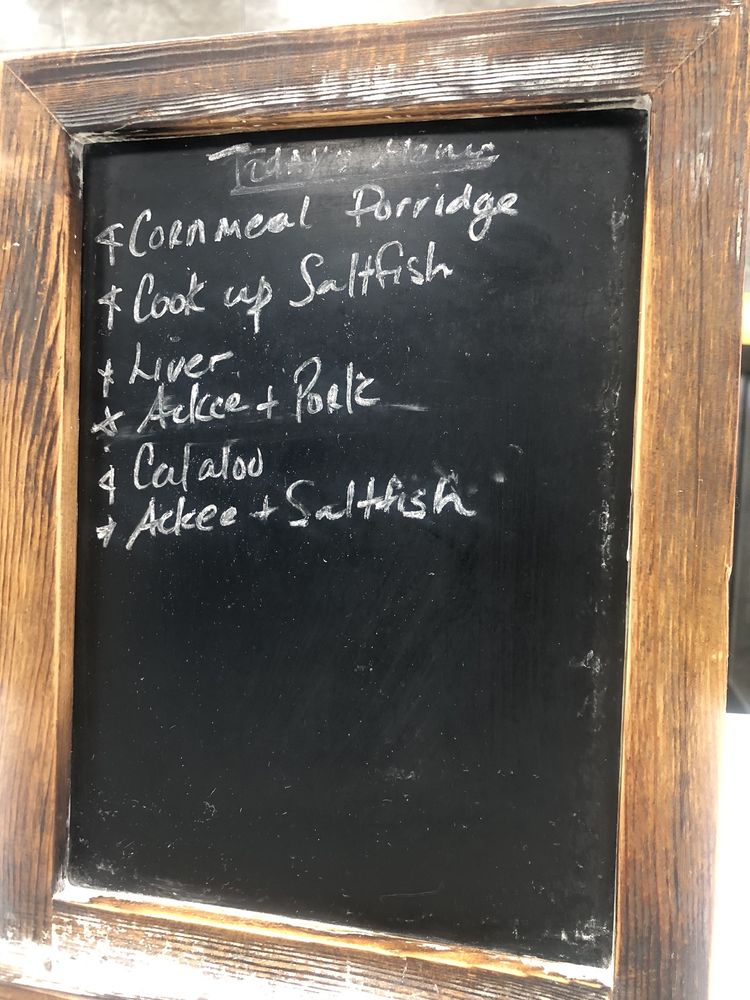 Today's Menu
* Cornmeal Porridge
* Cook up Saltfish
* Liver
* Ackee + Pork
* Calaloo
* Ackee + Saltfish